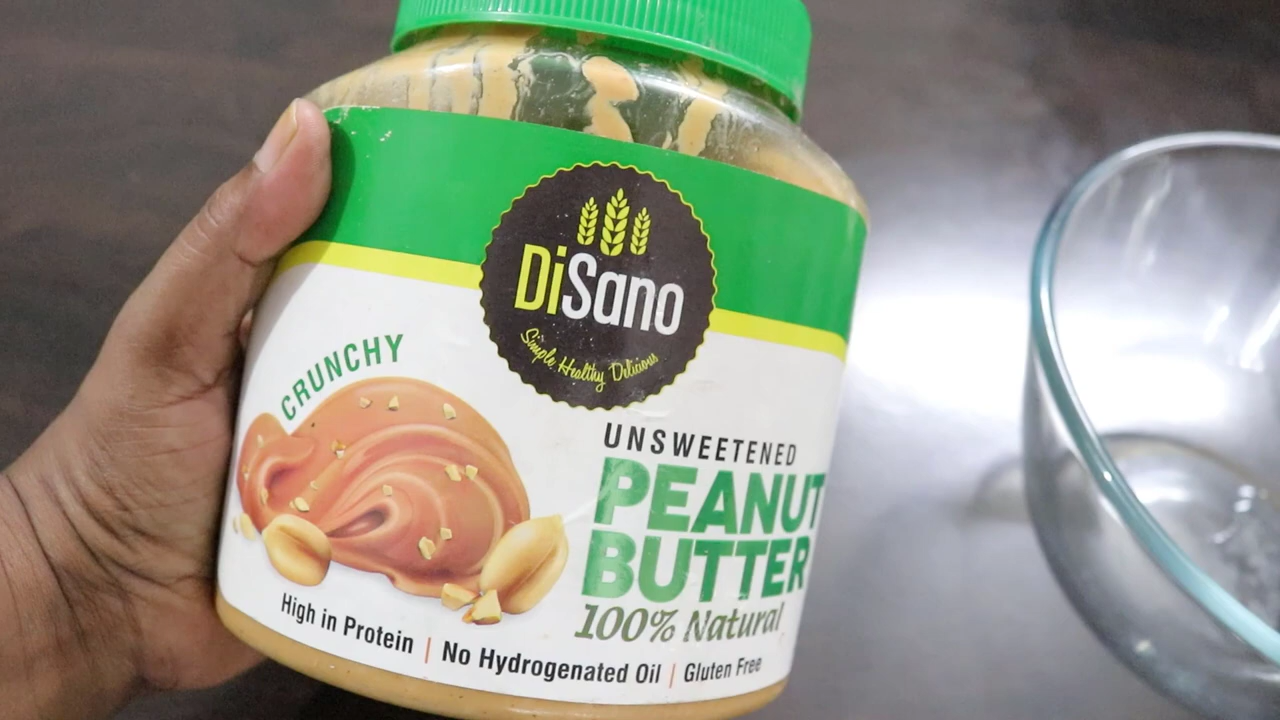 DiSano
Simple Healthy Delicious
CRUNCHY
UNSWEETENED
PEANUT
BUTTER
100% Natural
High in Protein | No Hydrogenated Oil | Gluten Free